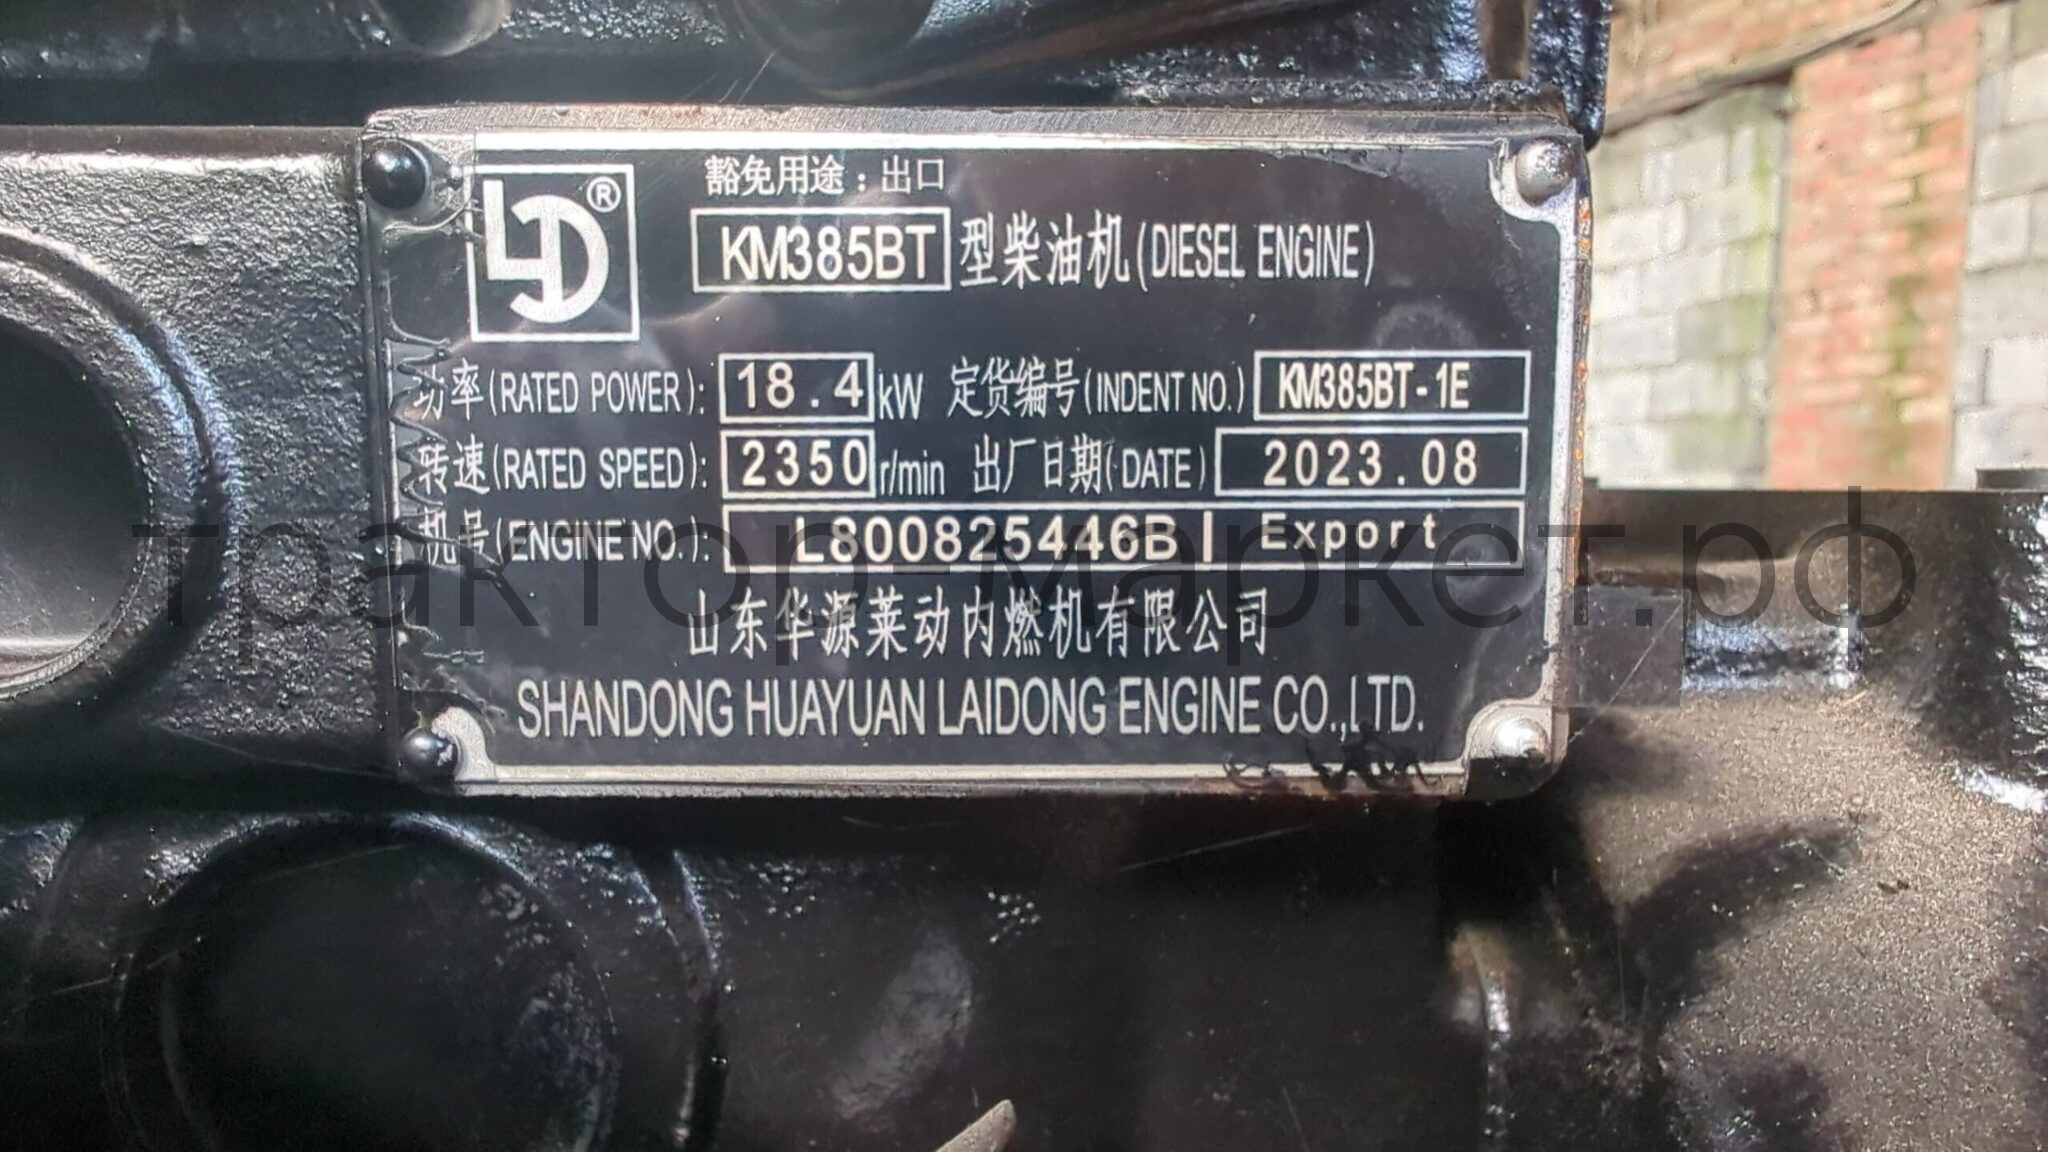 LD®
豁免用途：出口
KM385BT 型柴油机(DIESEL ENGINE)
功率(RATED POWER): 18.4 kW 定货编号(INDENT NO.) KM385BT-1E
转速(RATED SPEED): 2350 r/min 出厂日期(DATE) 2023.08
机号(ENGINE NO.): L800825446B | Export
трактор-маркет.рф
山东华源莱动内燃机有限公司
SHANDONG HUAYUAN LAIDONG ENGINE CO.,LTD.